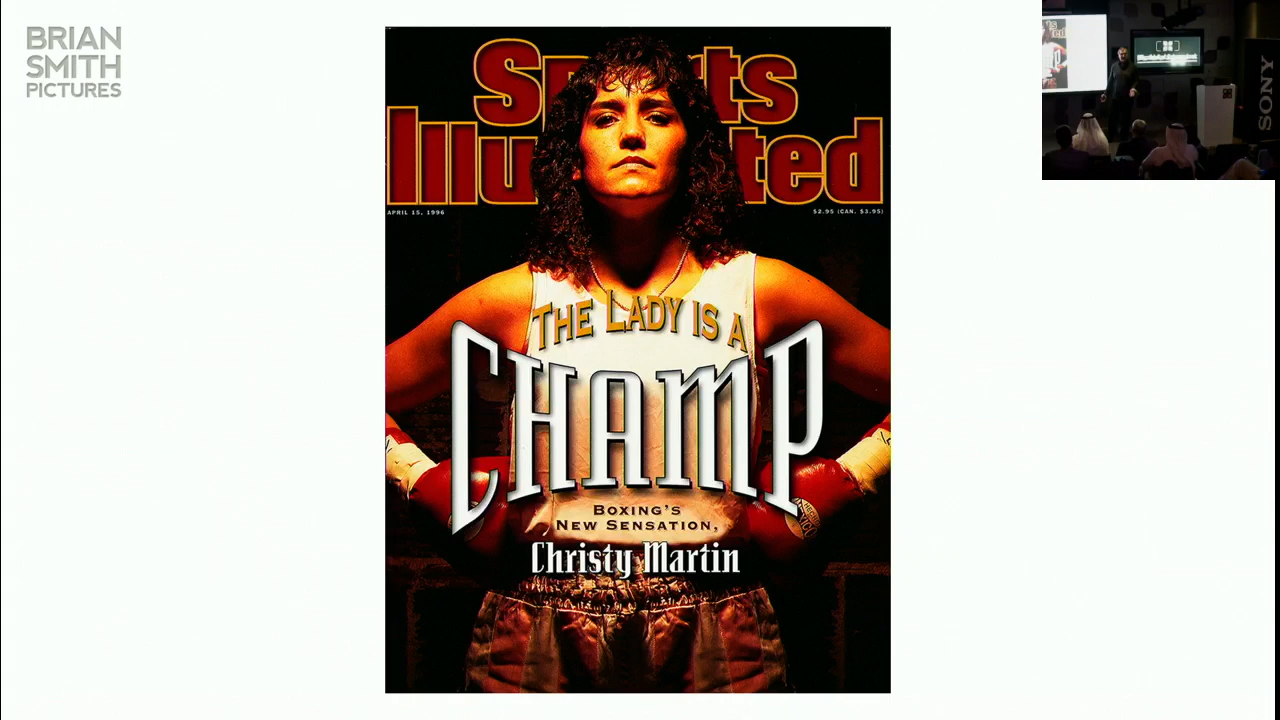 BRIAN
SMITH
PICTURES
Sports
Illustrated
APRIL 15, 1996
$2.95 (CAN. $3.95)
THE LADY IS A
CHAMP
BOXING'S
NEW SENSATION,
Christy Martin
SONY